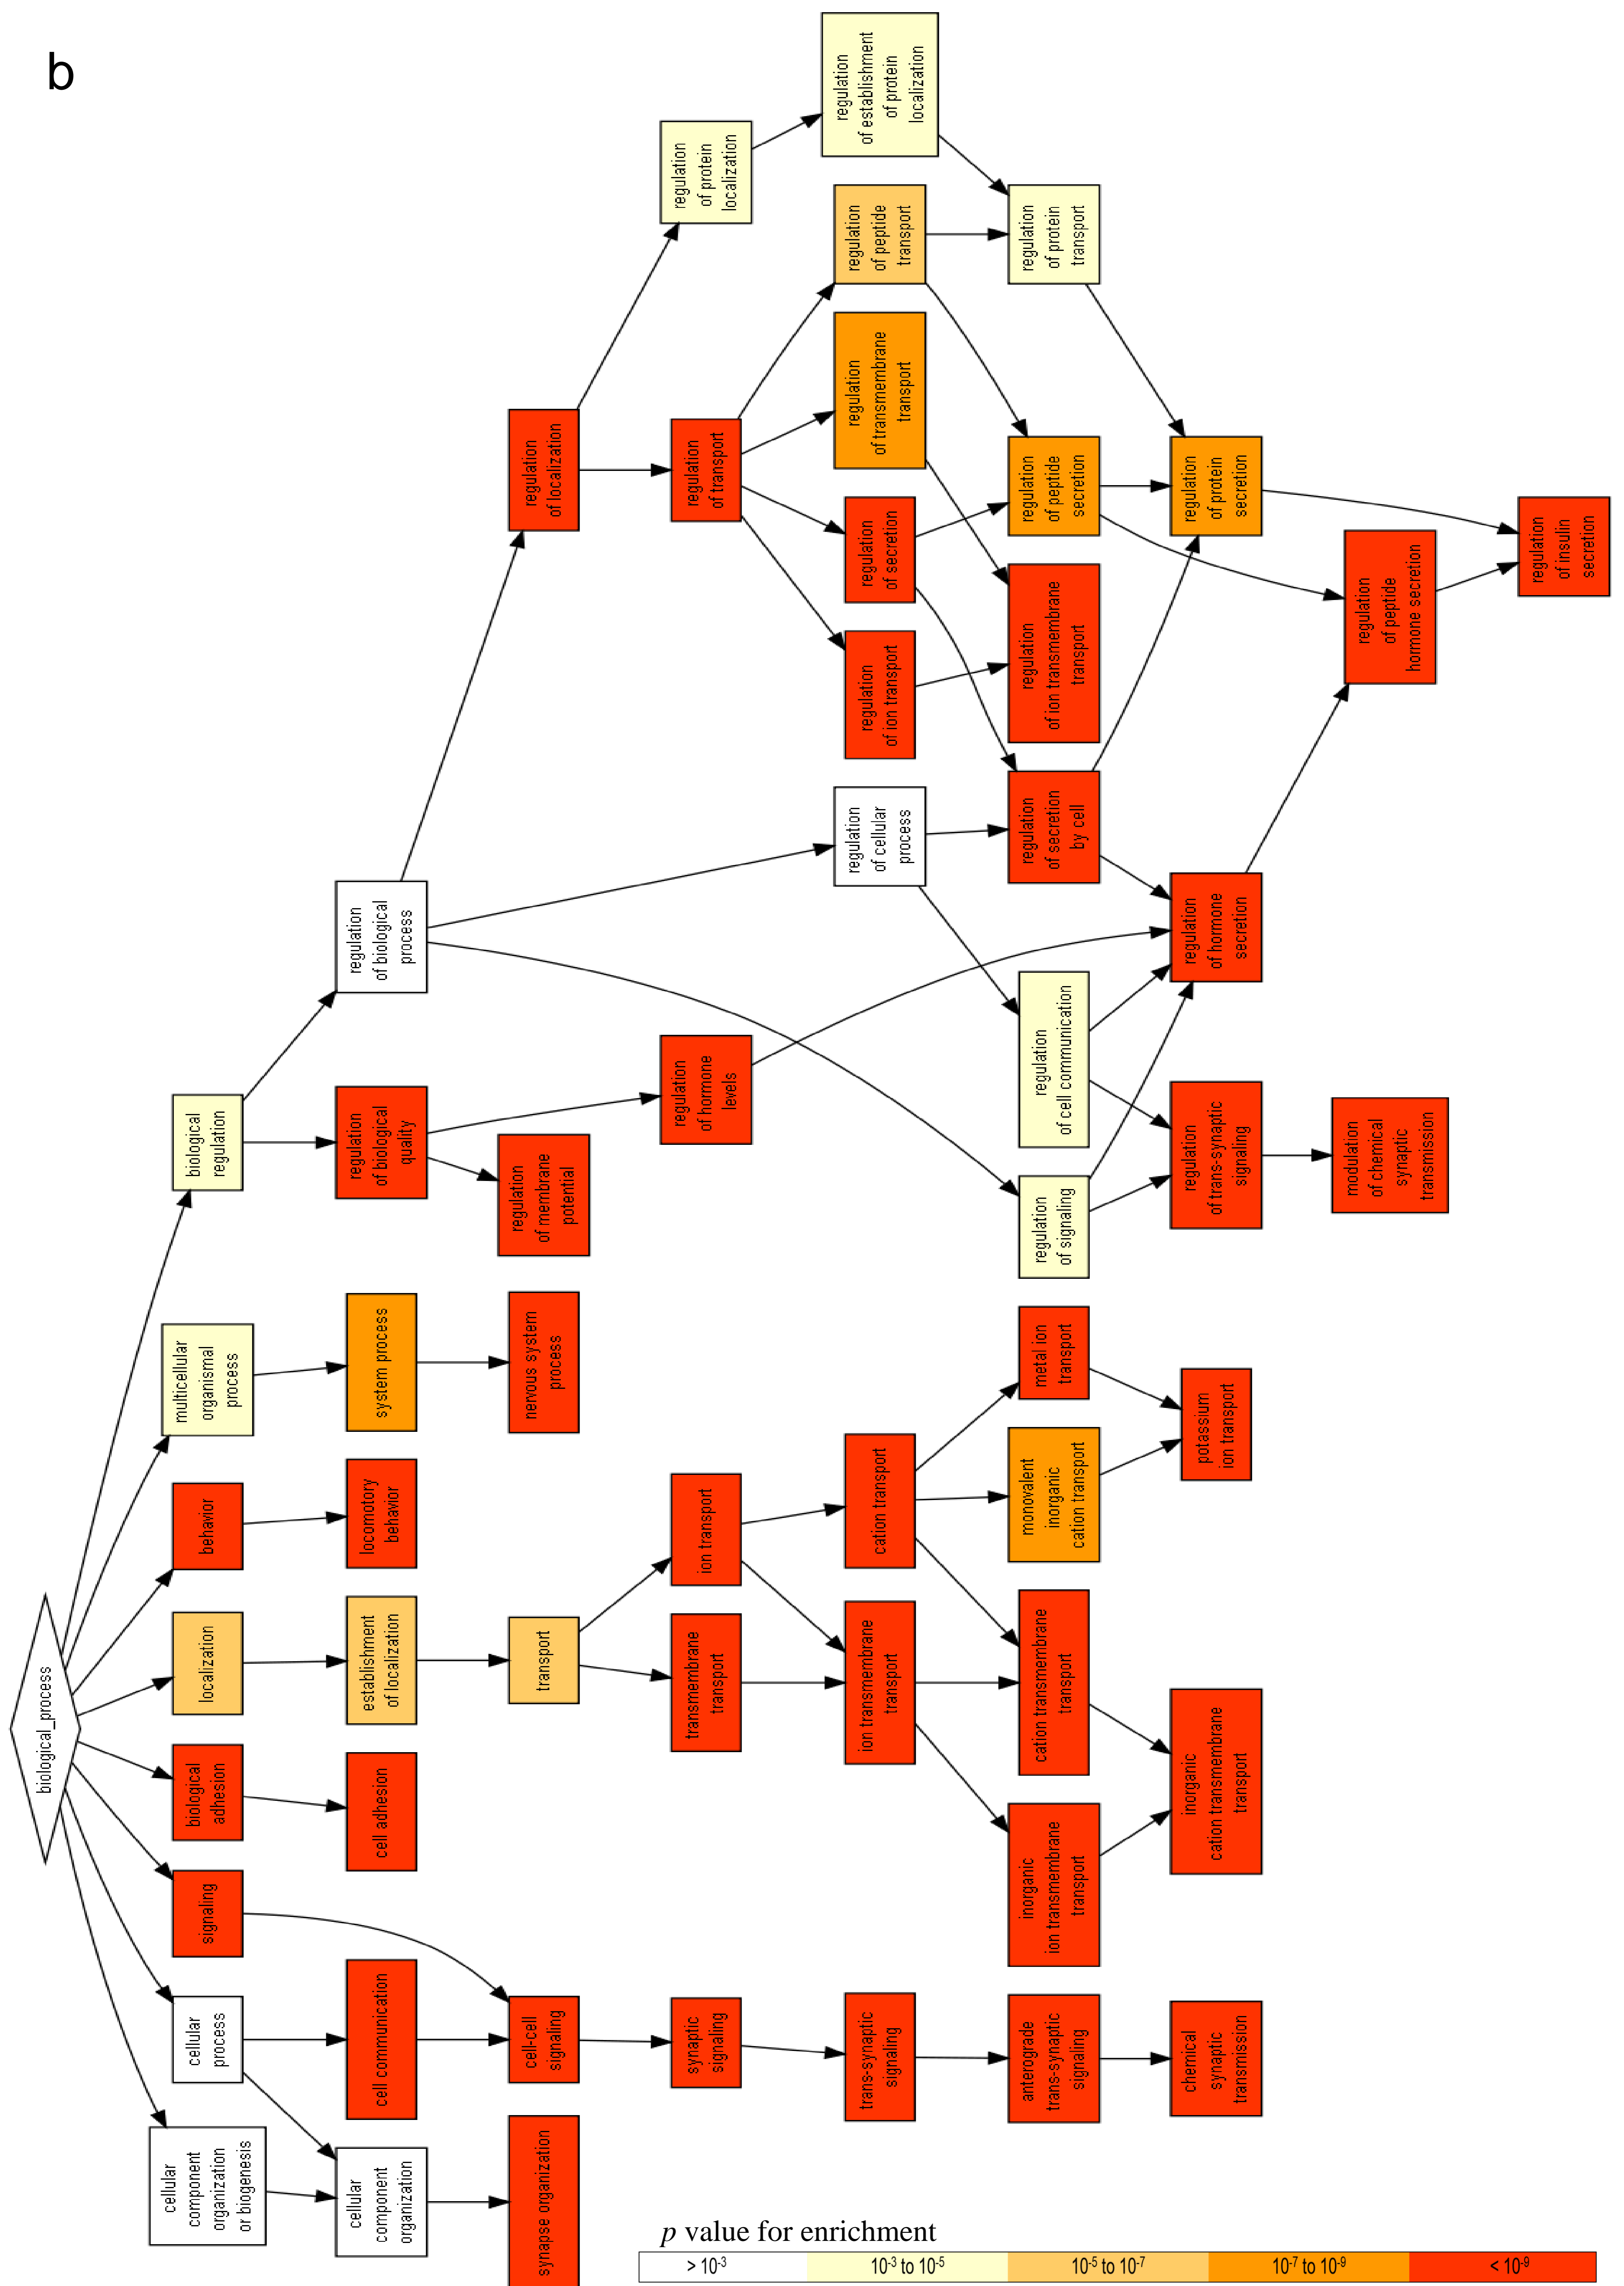 b
biological_process
cellular
component
organization
or biogenesis
cellular
process
signaling
biological
adhesion
localization
behavior
multicellular
organismal
process
biological
regulation
cellular
component
organization
cell communication
cell adhesion
establishment
of localization
locomotory
behavior
system process
regulation
of biological
quality
regulation
of biological
process
synapse organization
cell-cell
signaling
transport
nervous system
process
regulation
of membrane
potential
regulation
of localization
synaptic
signaling
transmembrane
transport
ion transport
regulation
of hormone
levels
regulation
of transport
regulation
of protein
localization
trans-synaptic
signaling
ion transmembrane
transport
cation transport
regulation
of cellular
process
regulation
of ion transport
regulation
of secretion
regulation
of transmembrane
transport
regulation
of peptide
transport
regulation
of establishment
of protein
localization
anterograde
trans-synaptic
signaling
inorganic
ion transmembrane
transport
cation transmembrane
transport
monovalent
inorganic
cation transport
metal ion
transport
regulation
of signaling
regulation
of cell communication
regulation
of secretion
by cell
regulation
of ion transmembrane
transport
regulation
of peptide
secretion
regulation
of protein
transport
chemical
synaptic
transmission
inorganic
cation transmembrane
transport
potassium
ion transport
regulation
of trans-synaptic
signaling
regulation
of hormone
secretion
regulation
of protein
secretion
modulation
of chemical
synaptic
transmission
regulation
of peptide
hormone secretion
regulation
of insulin
secretion
p value for enrichment
> 10⁻³
10⁻³ to 10⁻⁵
10⁻⁵ to 10⁻⁷
10⁻⁷ to 10⁻⁹
< 10⁻⁹